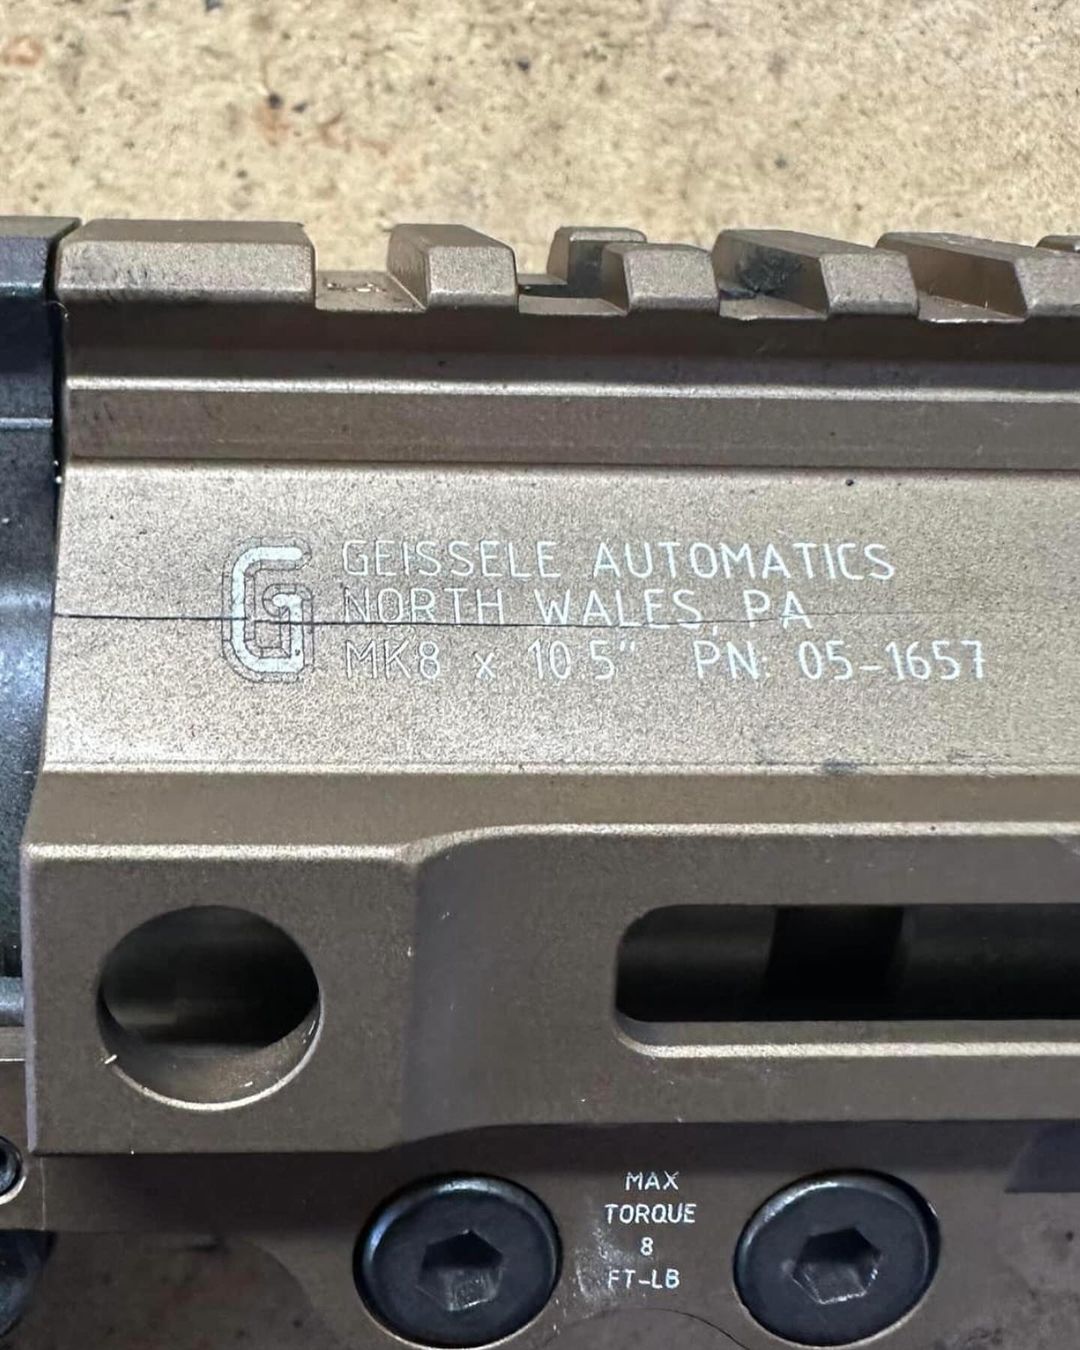 G
GEISSELE AUTOMATICS
NORTH WALES, PA
MK8 x 10.5" PN: 05-1657
MAX
TORQUE
8
FT-LB